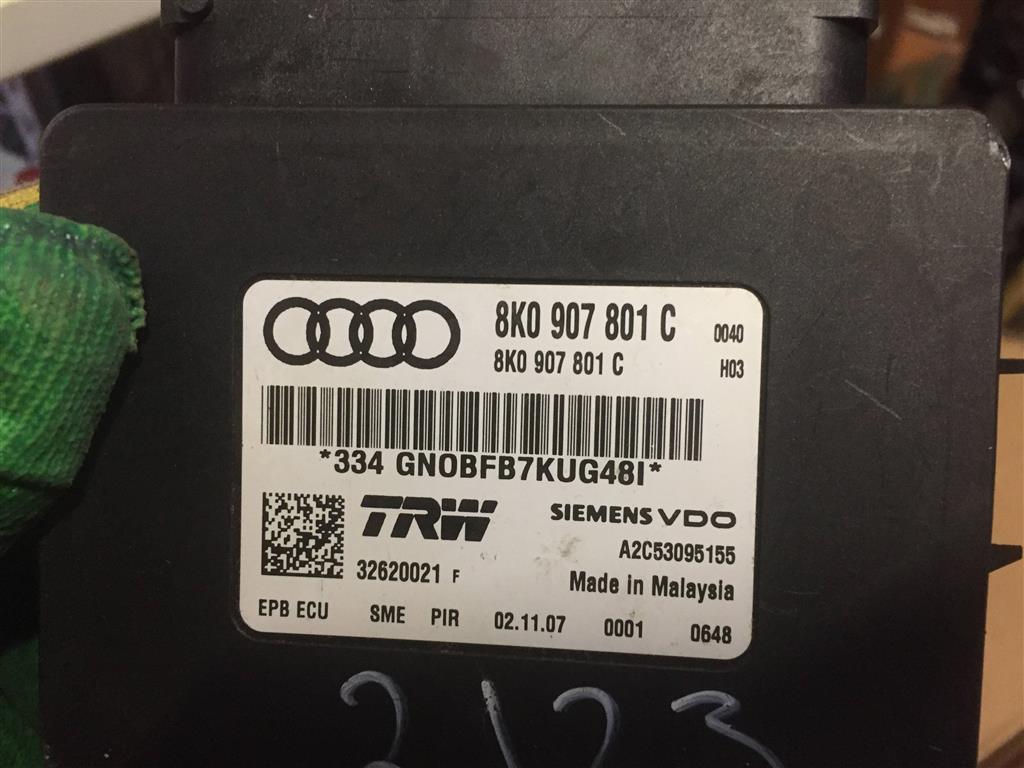 8K0 907 801 C 0040
8K0 907 801 C H03
*334 GNOBFB7KUG48I*
TRW SIEMENS VDO
A2C53095155
32620021 F Made in Malaysia
EPB ECU SME PIR 02.11.07 0001 0648
2123